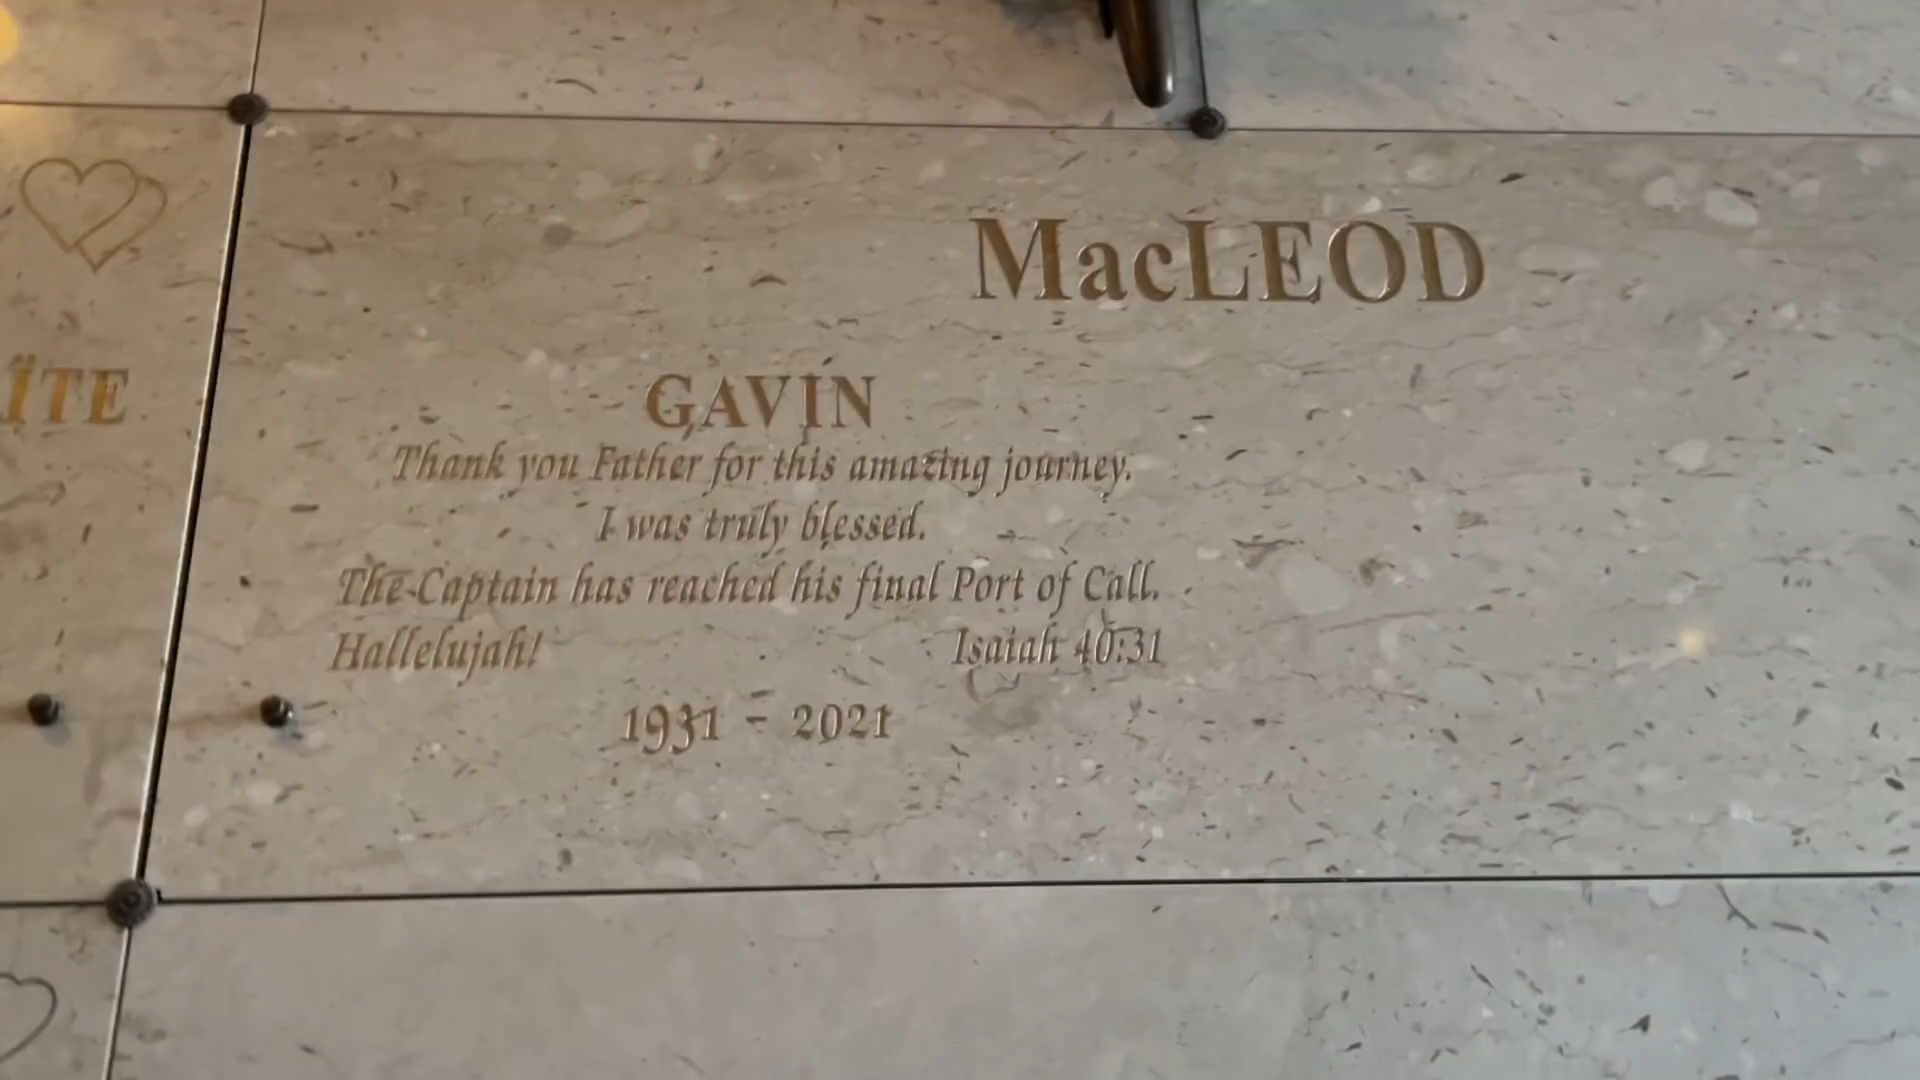 MacLEOD
GAVIN
Thank you Father for this amazing journey.
I was truly blessed.
The Captain has reached his final Port of Call.
Hallelujah! Isaiah 40:31
1931 - 2021
ÏTE